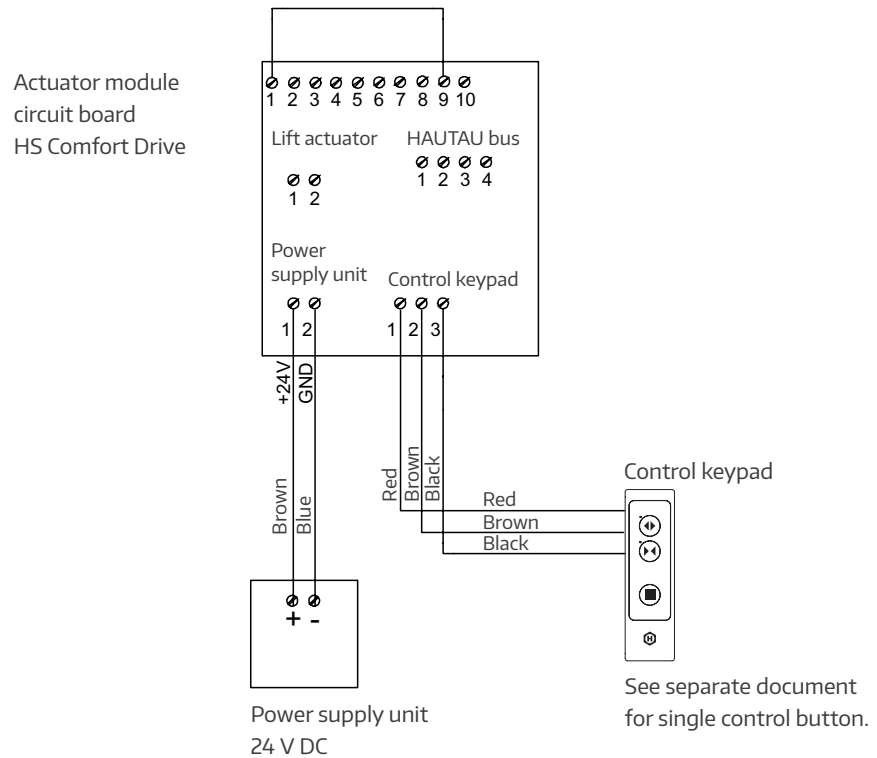 Actuator module
circuit board
HS Comfort Drive
1 2 3 4 5 6 7 8 9 10
Lift actuator
HAUTAU bus
1 2 3 4
1 2
Power
supply unit
Control keypad
1 2
1 2 3
+24V
GND
Brown
Blue
Red
Brown
Black
Control keypad
Red
Brown
Black
H
+ -
See separate document
for single control button.
Power supply unit
24 V DC